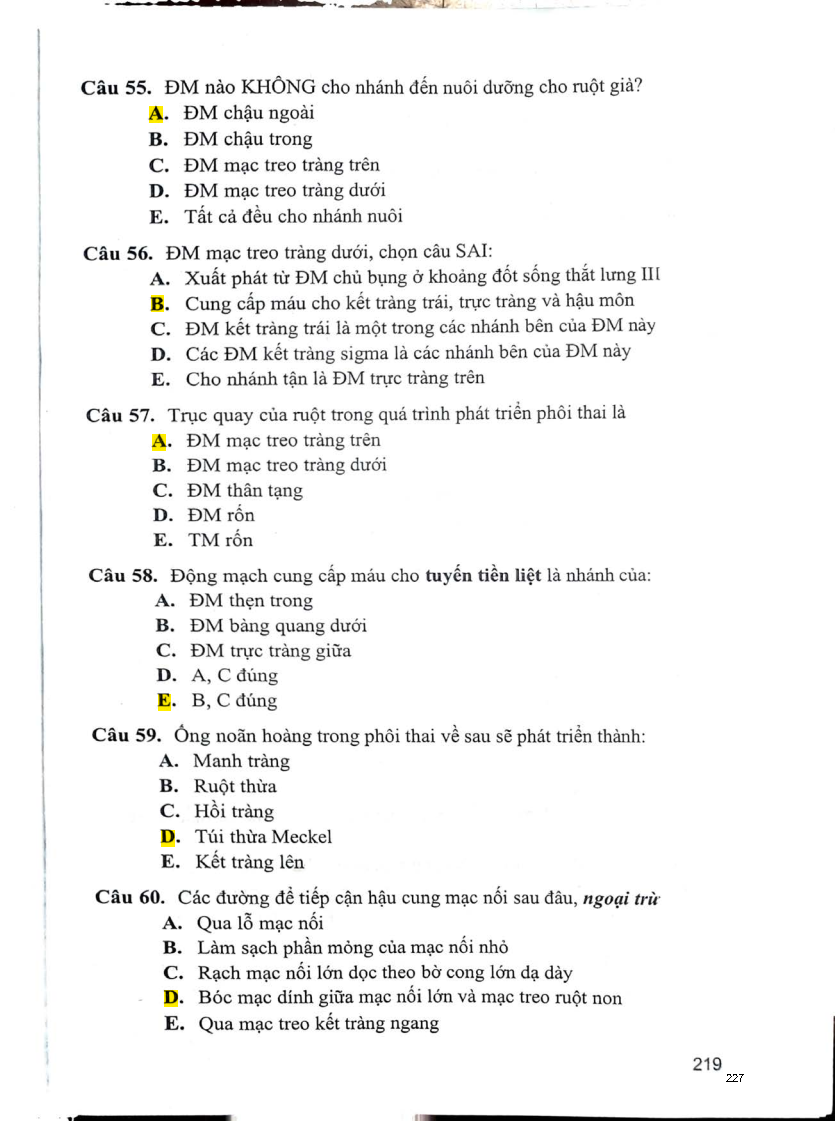 Câu 55. ĐM nào KHÔNG cho nhánh đến nuôi dưỡng cho ruột già?
A. ĐM chậu ngoài
B. ĐM chậu trong
C. ĐM mạc treo tràng trên
D. ĐM mạc treo tràng dưới
E. Tất cả đều cho nhánh nuôi
Câu 56. ĐM mạc treo tràng dưới, chọn câu SAI:
A. Xuất phát từ ĐM chủ bụng ở khoảng đốt sống thắt lưng III
B. Cung cấp máu cho kết tràng trái, trực tràng và hậu môn
C. ĐM kết tràng trái là một trong các nhánh bên của ĐM này
D. Các ĐM kết tràng sigma là các nhánh bên của ĐM này
E. Cho nhánh tận là ĐM trực tràng trên
Câu 57. Trục quay của ruột trong quá trình phát triển phôi thai là
A. ĐM mạc treo tràng trên
B. ĐM mạc treo tràng dưới
C. ĐM thân tạng
D. ĐM rốn
E. TM rốn
Câu 58. Động mạch cung cấp máu cho tuyến tiền liệt là nhánh của:
A. ĐM thẹn trong
B. ĐM bàng quang dưới
C. ĐM trực tràng giữa
D. A, C đúng
E. B, C đúng
Câu 59. Ống noãn hoàng trong phôi thai về sau sẽ phát triển thành:
A. Manh tràng
B. Ruột thừa
C. Hồi tràng
D. Túi thừa Meckel
E. Kết tràng lên
Câu 60. Các đường để tiếp cận hậu cung mạc nối sau đâu, ngoại trừ
A. Qua lỗ mạc nối
B. Làm sạch phần mỏng của mạc nối nhỏ
C. Rạch mạc nối lớn dọc theo bờ cong lớn dạ dày
D. Bóc mạc dính giữa mạc nối lớn và mạc treo ruột non
E. Qua mạc treo kết tràng ngang
219
227